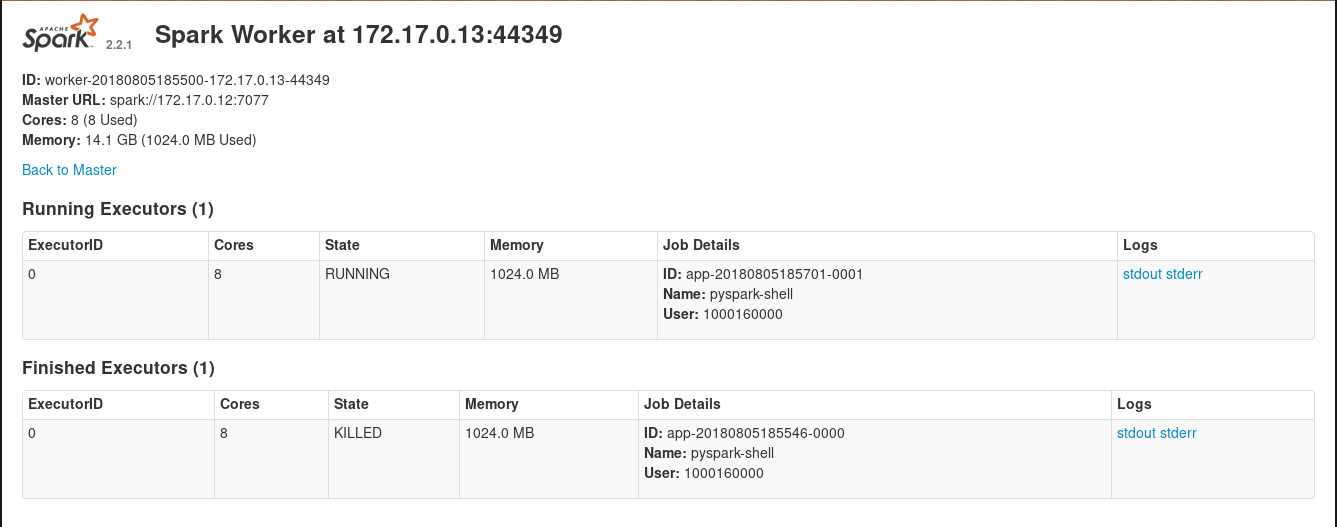 APACHE
Spark 2.2.1 Spark Worker at 172.17.0.13:44349
ID: worker-20180805185500-172.17.0.13-44349
Master URL: spark://172.17.0.12:7077
Cores: 8 (8 Used)
Memory: 14.1 GB (1024.0 MB Used)
Back to Master
Running Executors (1)
ExecutorID Cores State Memory Job Details Logs
0 8 RUNNING 1024.0 MB ID: app-20180805185701-0001 stdout stderr
Name: pyspark-shell
User: 1000160000
Finished Executors (1)
ExecutorID Cores State Memory Job Details Logs
0 8 KILLED 1024.0 MB ID: app-20180805185546-0000 stdout stderr
Name: pyspark-shell
User: 1000160000